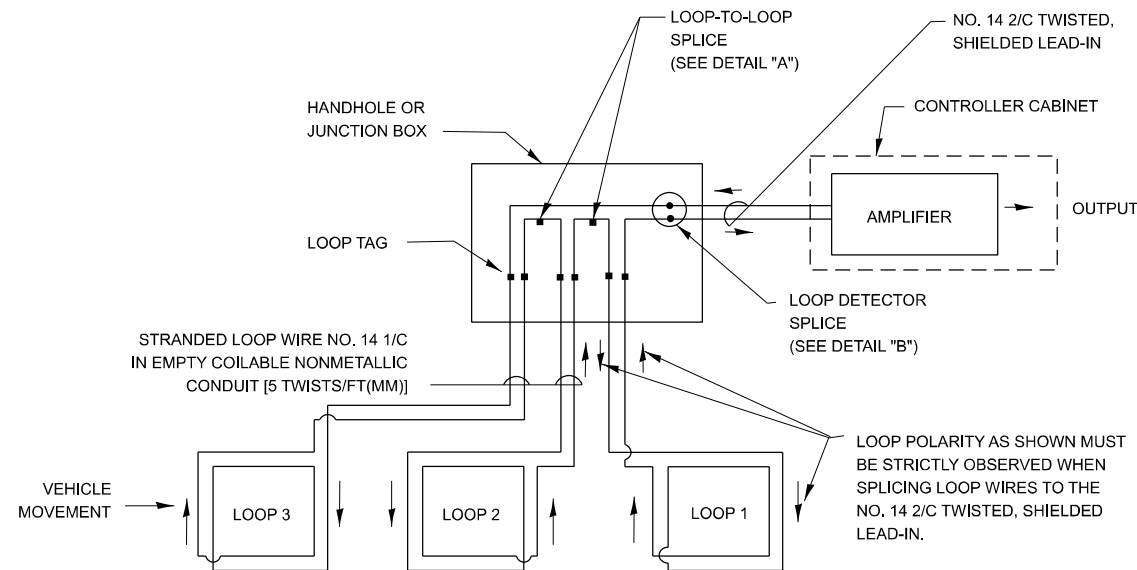 LOOP-TO-LOOP
SPLICE
(SEE DETAIL "A")
NO. 14 2/C TWISTED,
SHIELDED LEAD-IN
HANDHOLE OR
JUNCTION BOX
CONTROLLER CABINET
AMPLIFIER
OUTPUT
LOOP TAG
LOOP DETECTOR
SPLICE
(SEE DETAIL "B")
STRANDED LOOP WIRE NO. 14 1/C
IN EMPTY COILABLE NONMETALLIC
CONDUIT [5 TWISTS/FT(MM)]
LOOP POLARITY AS SHOWN MUST
BE STRICTLY OBSERVED WHEN
SPLICING LOOP WIRES TO THE
NO. 14 2/C TWISTED, SHIELDED
LEAD-IN.
VEHICLE
MOVEMENT
LOOP 3
LOOP 2
LOOP 1